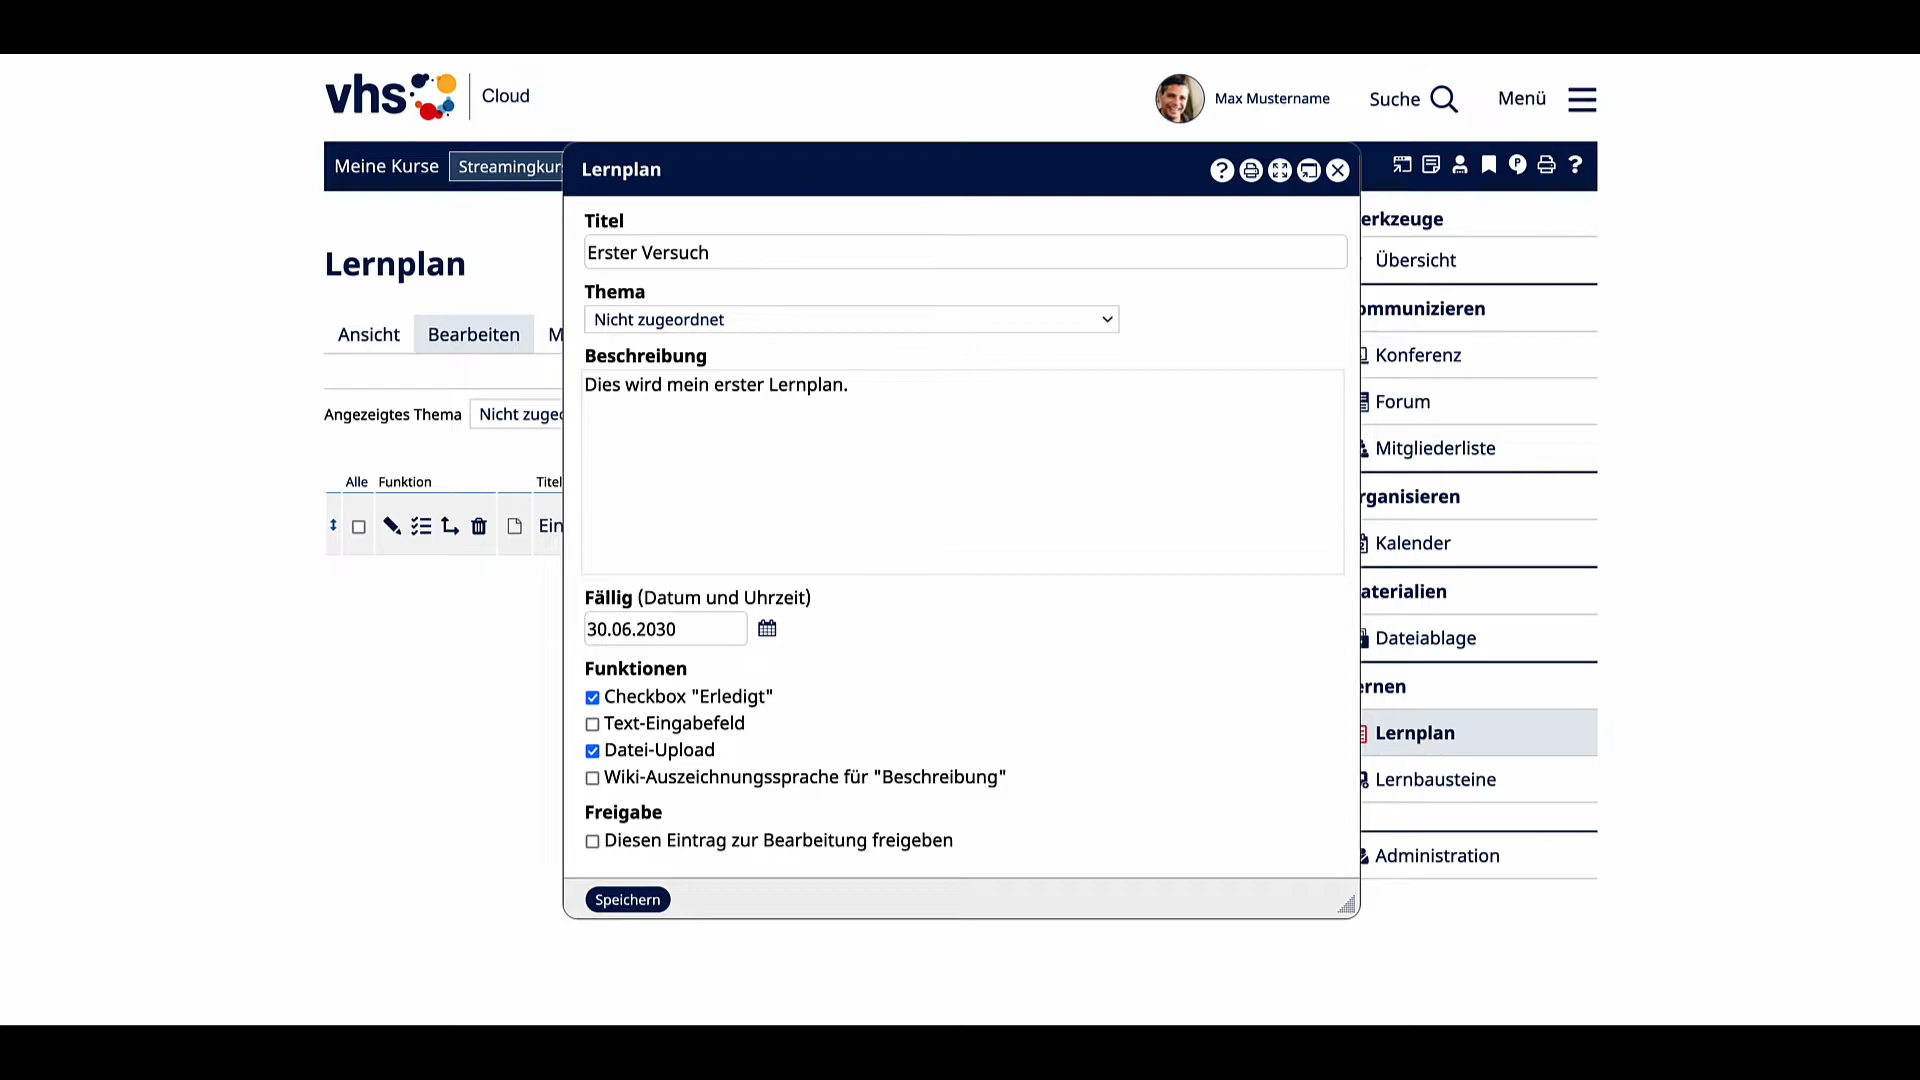 vhs Cloud
Max Mustername
Suche
Menü
Meine Kurse
Streamingkur
Lernplan
Ansicht
Bearbeiten
M
Angezeigtes Thema
Nicht zuged
Alle
Funktion
Titel
Ein
Lernplan
Titel
Erster Versuch
Thema
Nicht zugeordnet
Beschreibung
Dies wird mein erster Lernplan.
Fällig (Datum und Uhrzeit)
30.06.2030
Funktionen
Checkbox "Erledigt"
Text-Eingabefeld
Datei-Upload
Wiki-Auszeichnungssprache für "Beschreibung"
Freigabe
Diesen Eintrag zur Bearbeitung freigeben
Speichern
erkzeuge
Übersicht
ommunizieren
Konferenz
Forum
Mitgliederliste
rganisieren
Kalender
aterialien
Dateiablage
ernen
Lernplan
Lernbausteine
Administration